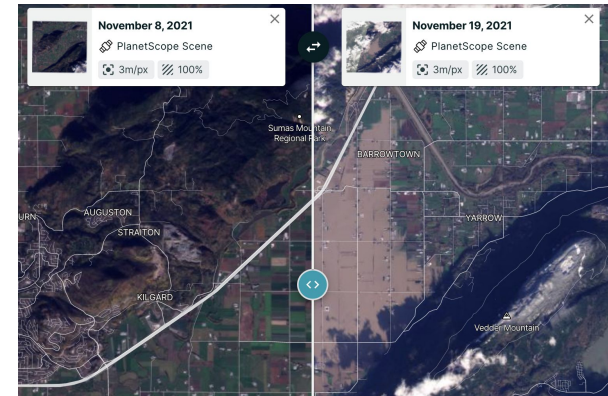 November 8, 2021
PlanetScope Scene
3m/px
100%
November 19, 2021
PlanetScope Scene
3m/px
100%
Sumas Mountain
Regional Park
BARROWTOWN
URN
AUGUSTON
YARROW
STRAITON
KILGARD
Vedder Mountain